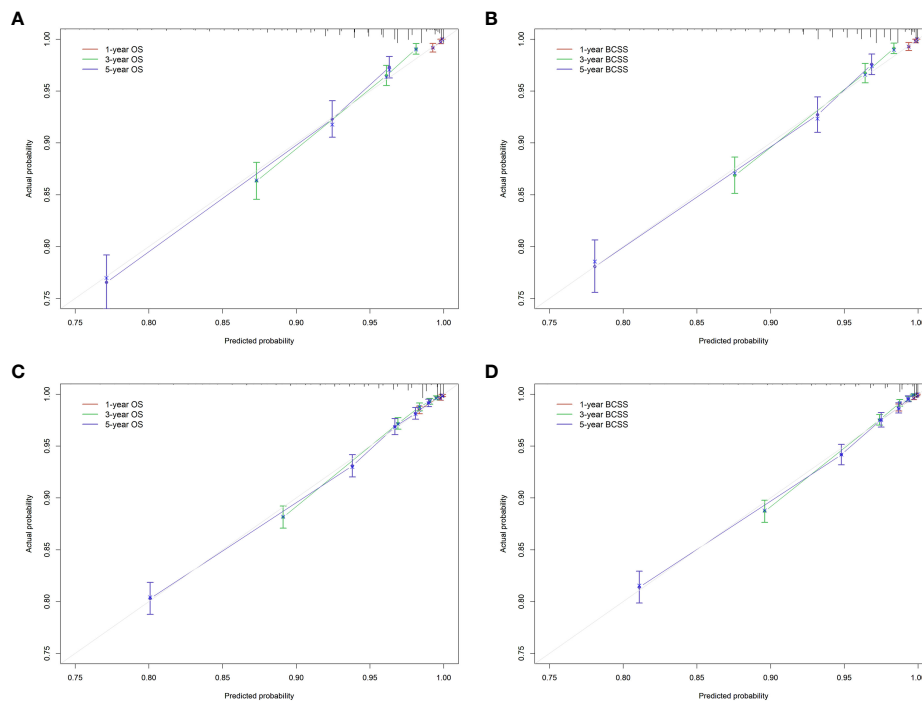 A
1-year OS
3-year OS
5-year OS
Actual probability
0.75 0.80 0.85 0.90 0.95 1.00
0.75 0.80 0.85 0.90 0.95 1.00
Predicted probability
B
1-year BCSS
3-year BCSS
5-year BCSS
Actual probability
0.75 0.80 0.85 0.90 0.95 1.00
0.75 0.80 0.85 0.90 0.95 1.00
Predicted probability
C
1-year OS
3-year OS
5-year OS
Actual probability
0.75 0.80 0.85 0.90 0.95 1.00
0.75 0.80 0.85 0.90 0.95 1.00
Predicted probability
D
1-year BCSS
3-year BCSS
5-year BCSS
Actual probability
0.75 0.80 0.85 0.90 0.95 1.00
0.75 0.80 0.85 0.90 0.95 1.00
Predicted probability